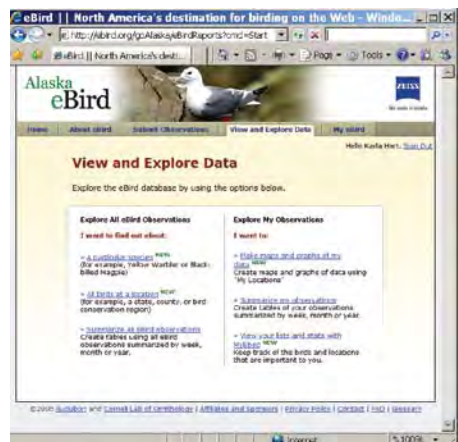 eBird || North America's destination for birding on the Web - Windo...
http://ebird.org/gcAlaska/eBirdReports?cmd=Start
eBird || North America's desti...
Page
Tools
Alaska
eBird
ZEISS
Home
About eBird
Submit Observations
View and Explore Data
My eBird
Hello Karla Hart. Sign Out
View and Explore Data
Explore the eBird database by using the options below.
Explore All eBird Observations
I want to find out about:
» A particular species NEW
(for example, Yellow Warbler or Black-
billed Magpie)
» All birds at a location NEW
(for example, a state, county, or bird
conservation region)
» Summarize all eBird observations
Create tables using all eBird
observations summarized by week,
month or year.
Explore My Observations
I want to:
» Make maps and graphs of my
data NEW
Create maps and graphs of data using
"My Locations"
» Summarize my observations
Create tables of your observations
summarized by week, month or year.
» View your lists and stats with
MyEBird NEW
Keep track of the birds and locations
that are important to you.
Audubon and Cornell Lab of Ornithology | Affiliates and Sponsors | Privacy Policy | Contact | FAQ | Glossary
Internet
100%